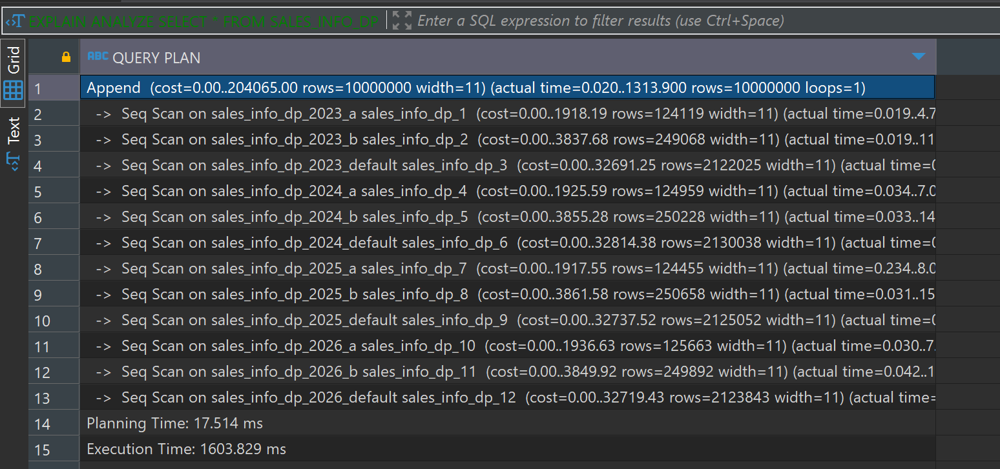 EXPLAIN ANALYZE SELECT * FROM SALES_INFO_DP Enter a SQL expression to filter results (use Ctrl+Space)
Grid
Text
ABC QUERY PLAN
1 Append (cost=0.00..204065.00 rows=10000000 width=11) (actual time=0.020..1313.900 rows=10000000 loops=1)
2 -> Seq Scan on sales_info_dp_2023_a sales_info_dp_1 (cost=0.00..1918.19 rows=124119 width=11) (actual time=0.019..4.7
3 -> Seq Scan on sales_info_dp_2023_b sales_info_dp_2 (cost=0.00..3837.68 rows=249068 width=11) (actual time=0.019..11
4 -> Seq Scan on sales_info_dp_2023_default sales_info_dp_3 (cost=0.00..32691.25 rows=2122025 width=11) (actual time=0
5 -> Seq Scan on sales_info_dp_2024_a sales_info_dp_4 (cost=0.00..1925.59 rows=124959 width=11) (actual time=0.034..7.0
6 -> Seq Scan on sales_info_dp_2024_b sales_info_dp_5 (cost=0.00..3855.28 rows=250228 width=11) (actual time=0.033..14
7 -> Seq Scan on sales_info_dp_2024_default sales_info_dp_6 (cost=0.00..32814.38 rows=2130038 width=11) (actual time=0
8 -> Seq Scan on sales_info_dp_2025_a sales_info_dp_7 (cost=0.00..1917.55 rows=124455 width=11) (actual time=0.234..8.0
9 -> Seq Scan on sales_info_dp_2025_b sales_info_dp_8 (cost=0.00..3861.58 rows=250658 width=11) (actual time=0.031..15
10 -> Seq Scan on sales_info_dp_2025_default sales_info_dp_9 (cost=0.00..32737.52 rows=2125052 width=11) (actual time=0
11 -> Seq Scan on sales_info_dp_2026_a sales_info_dp_10 (cost=0.00..1936.63 rows=125663 width=11) (actual time=0.030..7.
12 -> Seq Scan on sales_info_dp_2026_b sales_info_dp_11 (cost=0.00..3849.92 rows=249892 width=11) (actual time=0.042..1
13 -> Seq Scan on sales_info_dp_2026_default sales_info_dp_12 (cost=0.00..32719.43 rows=2123843 width=11) (actual time=
14 Planning Time: 17.514 ms
15 Execution Time: 1603.829 ms